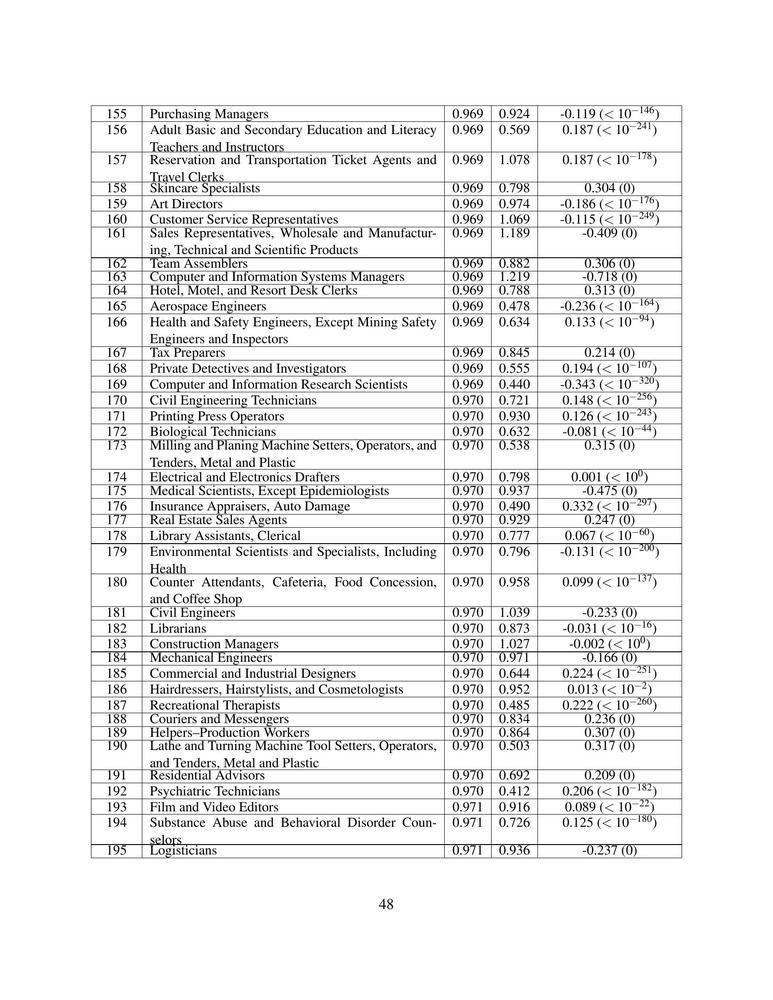 155 Purchasing Managers 0.969 0.924 -0.119 (< 10^−146)
156 Adult Basic and Secondary Education and Literacy 0.969 0.569 0.187 (< 10^−241)
Teachers and Instructors
157 Reservation and Transportation Ticket Agents and 0.969 1.078 0.187 (< 10^−178)
Travel Clerks
158 Skincare Specialists 0.969 0.798 0.304 (0)
159 Art Directors 0.969 0.974 -0.186 (< 10^−176)
160 Customer Service Representatives 0.969 1.069 -0.115 (< 10^−249)
161 Sales Representatives, Wholesale and Manufactur- 0.969 1.189 -0.409 (0)
ing, Technical and Scientific Products
162 Team Assemblers 0.969 0.882 0.306 (0)
163 Computer and Information Systems Managers 0.969 1.219 -0.718 (0)
164 Hotel, Motel, and Resort Desk Clerks 0.969 0.788 0.313 (0)
165 Aerospace Engineers 0.969 0.478 -0.236 (< 10^−164)
166 Health and Safety Engineers, Except Mining Safety 0.969 0.634 0.133 (< 10^−94)
Engineers and Inspectors
167 Tax Preparers 0.969 0.845 0.214 (0)
168 Private Detectives and Investigators 0.969 0.555 0.194 (< 10^−107)
169 Computer and Information Research Scientists 0.969 0.440 -0.343 (< 10^−320)
170 Civil Engineering Technicians 0.970 0.721 0.148 (< 10^−256)
171 Printing Press Operators 0.970 0.930 0.126 (< 10^−243)
172 Biological Technicians 0.970 0.632 -0.081 (< 10^−44)
173 Milling and Planing Machine Setters, Operators, and 0.970 0.538 0.315 (0)
Tenders, Metal and Plastic
174 Electrical and Electronics Drafters 0.970 0.798 0.001 (< 10^0)
175 Medical Scientists, Except Epidemiologists 0.970 0.937 -0.475 (0)
176 Insurance Appraisers, Auto Damage 0.970 0.490 0.332 (< 10^−297)
177 Real Estate Sales Agents 0.970 0.929 0.247 (0)
178 Library Assistants, Clerical 0.970 0.777 0.067 (< 10^−60)
179 Environmental Scientists and Specialists, Including 0.970 0.796 -0.131 (< 10^−200)
Health
180 Counter Attendants, Cafeteria, Food Concession, 0.970 0.958 0.099 (< 10^−137)
and Coffee Shop
181 Civil Engineers 0.970 1.039 -0.233 (0)
182 Librarians 0.970 0.873 -0.031 (< 10^−16)
183 Construction Managers 0.970 1.027 -0.002 (< 10^0)
184 Mechanical Engineers 0.970 0.971 -0.166 (0)
185 Commercial and Industrial Designers 0.970 0.644 0.224 (< 10^−251)
186 Hairdressers, Hairstylists, and Cosmetologists 0.970 0.952 0.013 (< 10^−2)
187 Recreational Therapists 0.970 0.485 0.222 (< 10^−260)
188 Couriers and Messengers 0.970 0.834 0.236 (0)
189 Helpers–Production Workers 0.970 0.864 0.307 (0)
190 Lathe and Turning Machine Tool Setters, Operators, 0.970 0.503 0.317 (0)
and Tenders, Metal and Plastic
191 Residential Advisors 0.970 0.692 0.209 (0)
192 Psychiatric Technicians 0.970 0.412 0.206 (< 10^−182)
193 Film and Video Editors 0.971 0.916 0.089 (< 10^−22)
194 Substance Abuse and Behavioral Disorder Coun- 0.971 0.726 0.125 (< 10^−180)
selors
195 Logisticians 0.971 0.936 -0.237 (0)
48